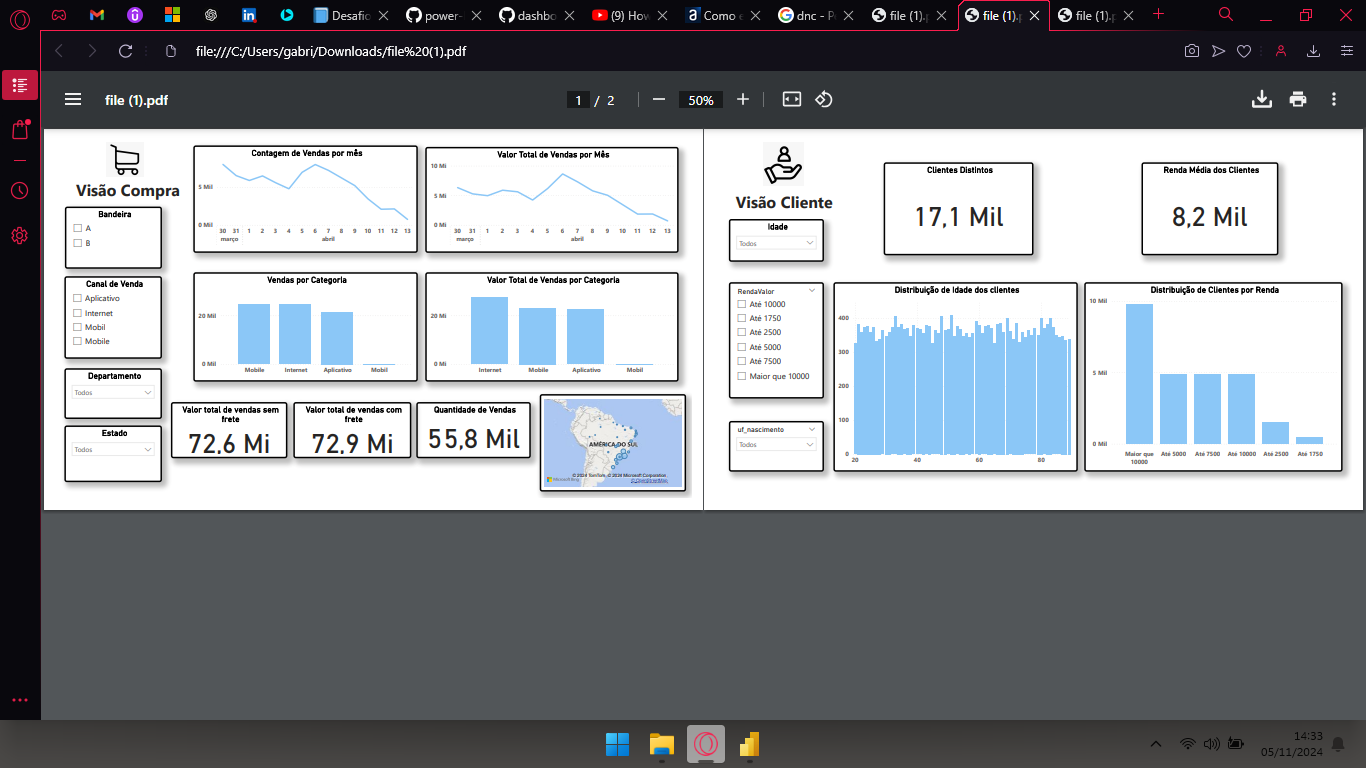 Desafio
power-
dashbo
(9) How
Como e
dnc - Po
file (1).p
file (1).p
file (1).p
file:///C:/Users/gabri/Downloads/file%20(1).pdf
file (1).pdf
1 / 2
50%
Visão Compra
Bandeira
A
B
Canal de Venda
Aplicativo
Internet
Mobil
Mobile
Departamento
Todos
Estado
Todos
Contagem de Vendas por mês
5 Mil
0 Mil
30 31 1 2 3 4 5 6 7 8 9 10 11 12 13
março abril
Valor Total de Vendas por Mês
10 Mi
5 Mi
0 Mi
30 31 1 2 3 4 5 6 7 8 9 10 11 12 13
março abril
Vendas por Categoria
20 Mil
0 Mil
Mobile Internet Aplicativo Mobil
Valor Total de Vendas por Categoria
20 Mi
0 Mi
Internet Mobile Aplicativo Mobil
Valor total de vendas sem
frete
72,6 Mi
Valor total de vendas com
frete
72,9 Mi
Quantidade de Vendas
55,8 Mil
AMÉRICA DO SUL
© 2024 TomTom, © 2024 Microsoft Corporation,
© OpenStreetMap
Microsoft Bing
Visão Cliente
Idade
Todos
RendaValor
Até 10000
Até 1750
Até 2500
Até 5000
Até 7500
Maior que 10000
uf_nascimento
Todos
Clientes Distintos
17,1 Mil
Renda Média dos Clientes
8,2 Mil
Distribuição de Idade dos clientes
400
300
200
100
0
20 40 60 80
Distribuição de Clientes por Renda
10 Mil
5 Mil
0 Mil
Maior que Até 5000 Até 7500 Até 10000 Até 2500 Até 1750
10000
14:33
05/11/2024